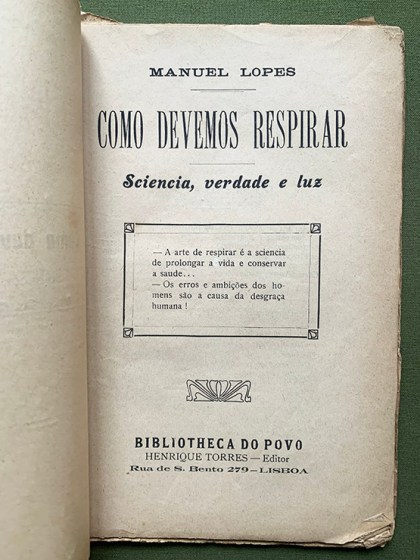 MANUEL LOPES
COMO DEVEMOS RESPIRAR
Sciencia, verdade e luz
— A arte de respirar é a sciencia
de prolongar a vida e conservar
a saude...
— Os erros e ambições dos ho-
mens são a causa da desgraça
humana!
BIBLIOTHECA DO POVO
HENRIQUE TORRES — Editor
Rua de S. Bento 279 — LISBOA